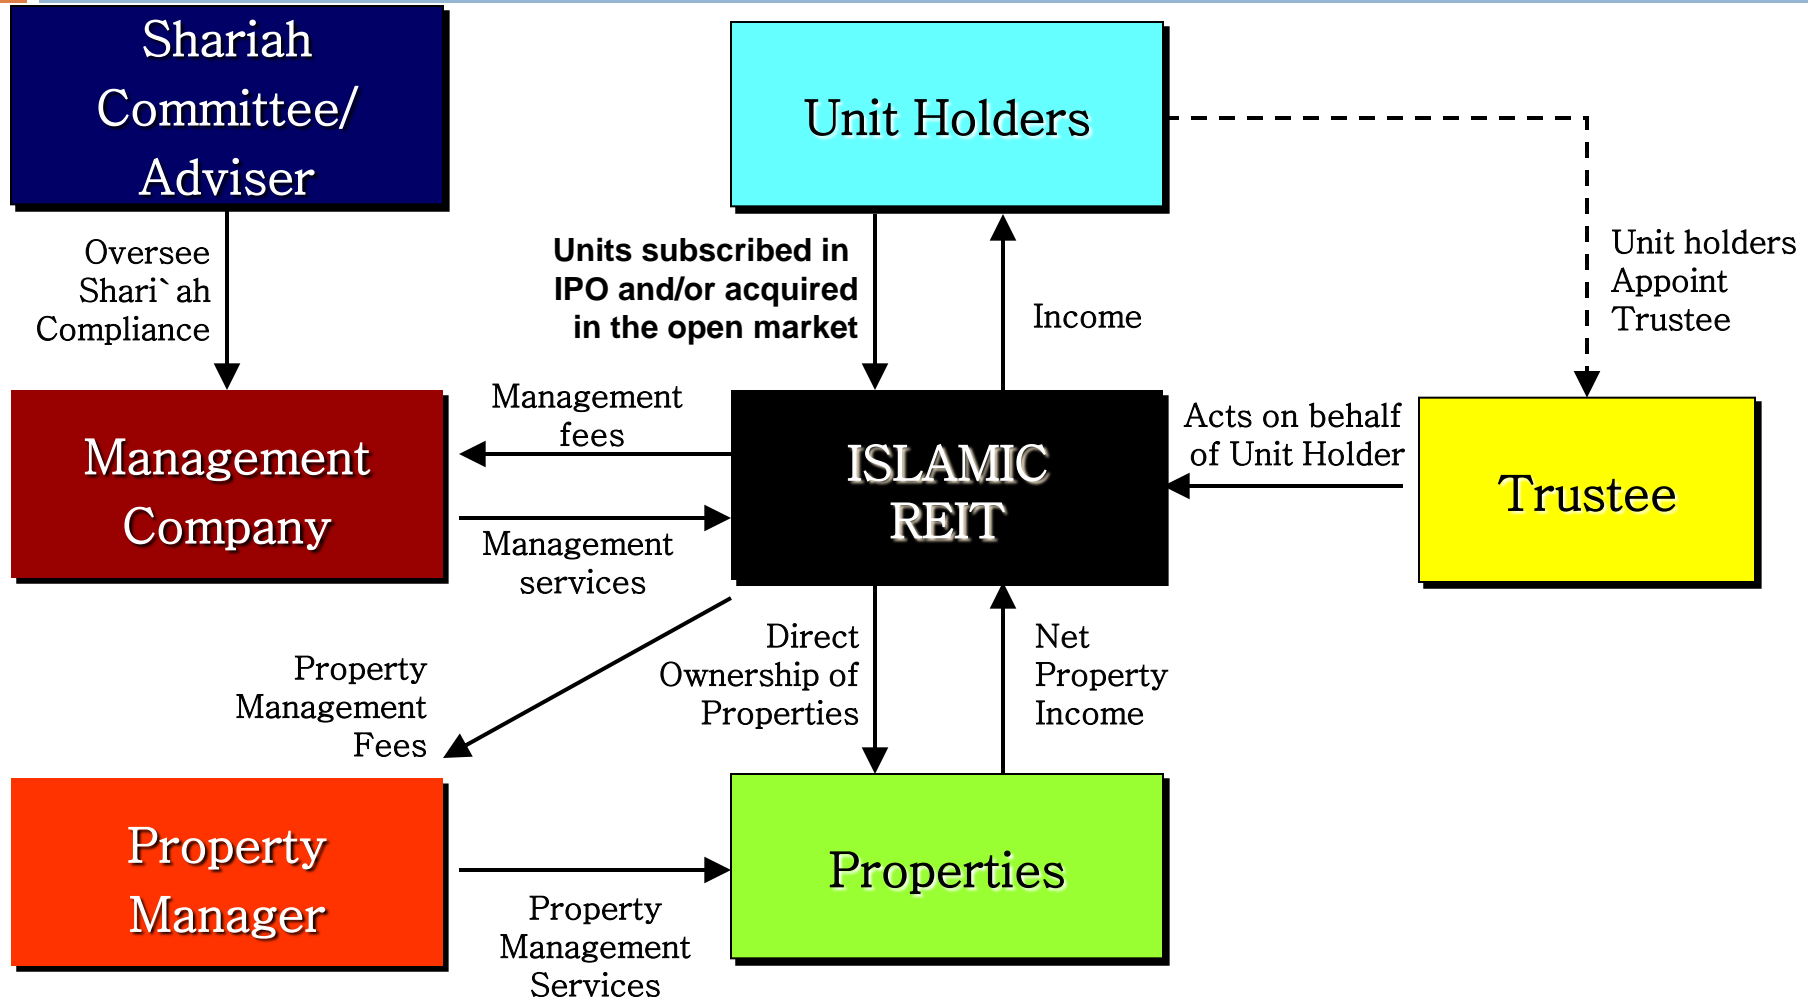 Shariah
Committee/
Adviser
Unit Holders
Oversee
Shari`ah
Compliance
Units subscribed in
IPO and/or acquired
in the open market
Income
Unit holders
Appoint
Trustee
Management
Company
Management
fees
Management
services
ISLAMIC
REIT
Acts on behalf
of Unit Holder
Trustee
Property
Management
Fees
Direct
Ownership of
Properties
Net
Property
Income
Property
Manager
Property
Management
Services
Properties